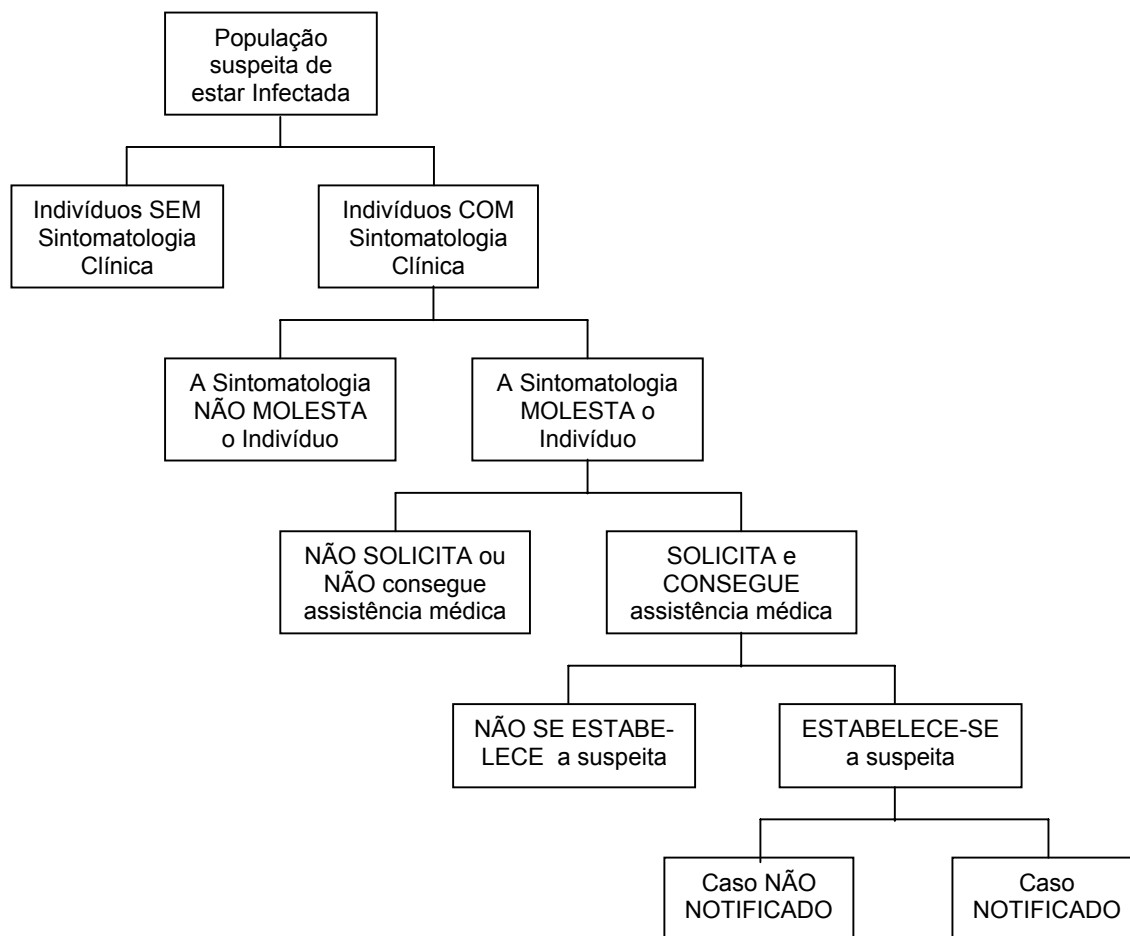 População
suspeita de
estar Infectada
Indivíduos SEM
Sintomatologia
Clínica
Indivíduos COM
Sintomatologia
Clínica
A Sintomatologia
NÃO MOLESTA
o Indivíduo
A Sintomatologia
MOLESTA o
Indivíduo
NÃO SOLICITA ou
NÃO consegue
assistência médica
SOLICITA e
CONSEGUE
assistência médica
NÃO SE ESTABE-
LECE a suspeita
ESTABELECE-SE
a suspeita
Caso NÃO
NOTIFICADO
Caso
NOTIFICADO